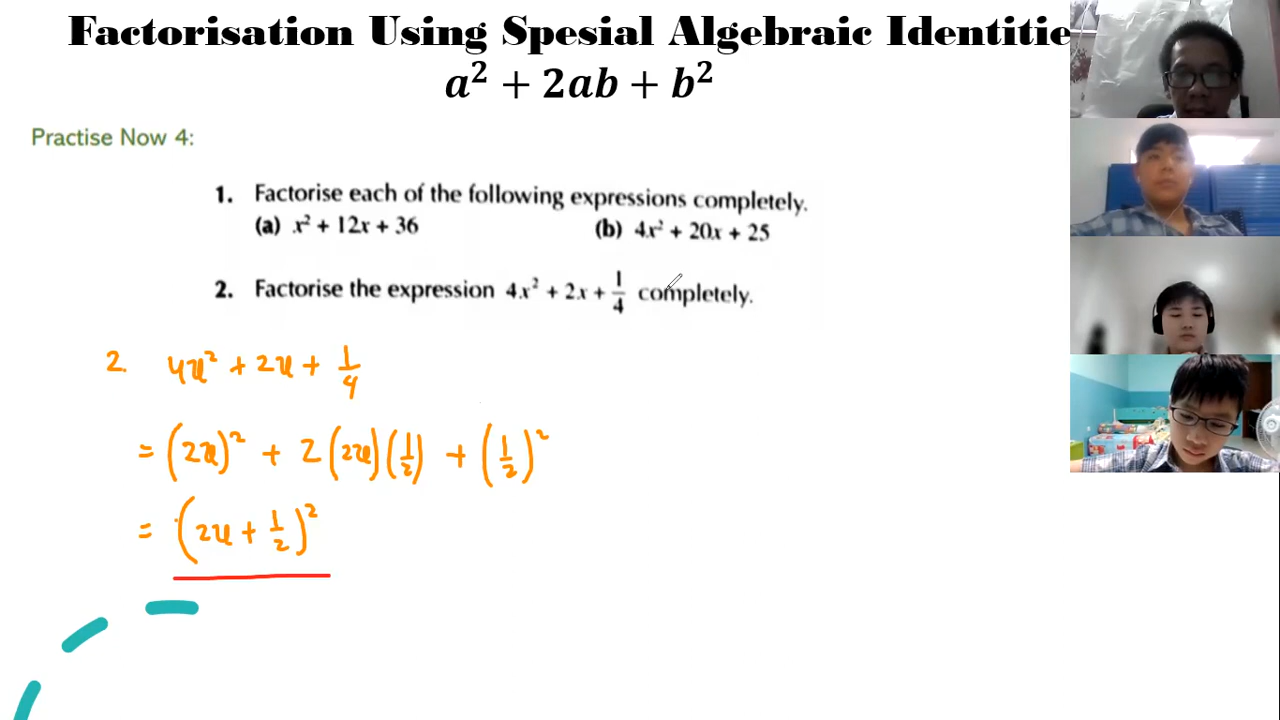 Factorisation Using Spesial Algebraic Identitie
a² + 2ab + b²
Practise Now 4:
1. Factorise each of the following expressions completely.
(a) x² + 12x + 36 (b) 4x² + 20x + 25
2. Factorise the expression 4x² + 2x + 1/4 completely.
2. 4x² + 2x + 1/4
= (2x)² + 2(2x)(1/2) + (1/2)²
= (2x + 1/2)²